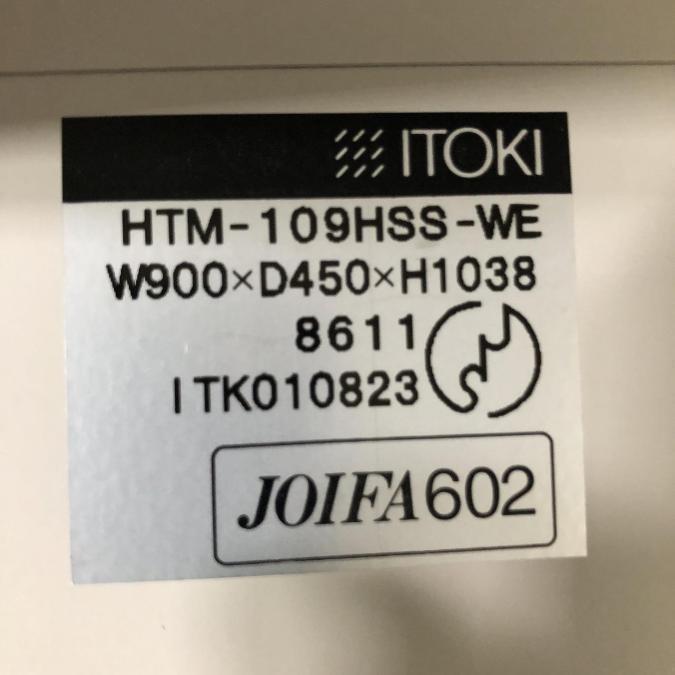 ITOKI
HTM-109HSS-WE
W900×D450×H1038
8611
ITK010823
JOIFA602